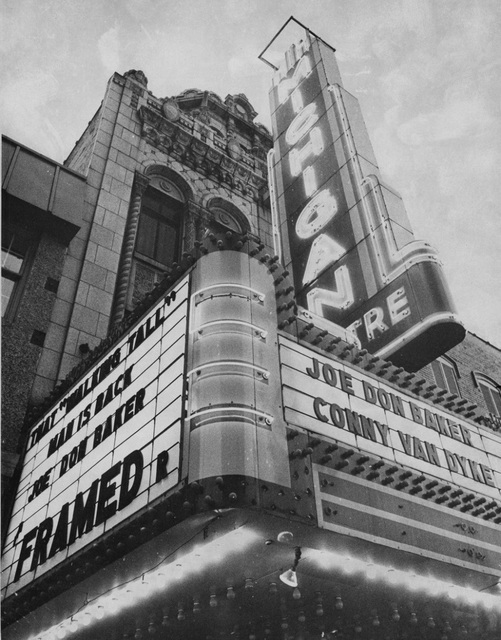 MICHIGAN
TRE
THAT "WALKING TALL"
MAN IS BACK
JOE DON BAKER
FRAMED R
JOE DON BAKER
CONNY VAN DYKE